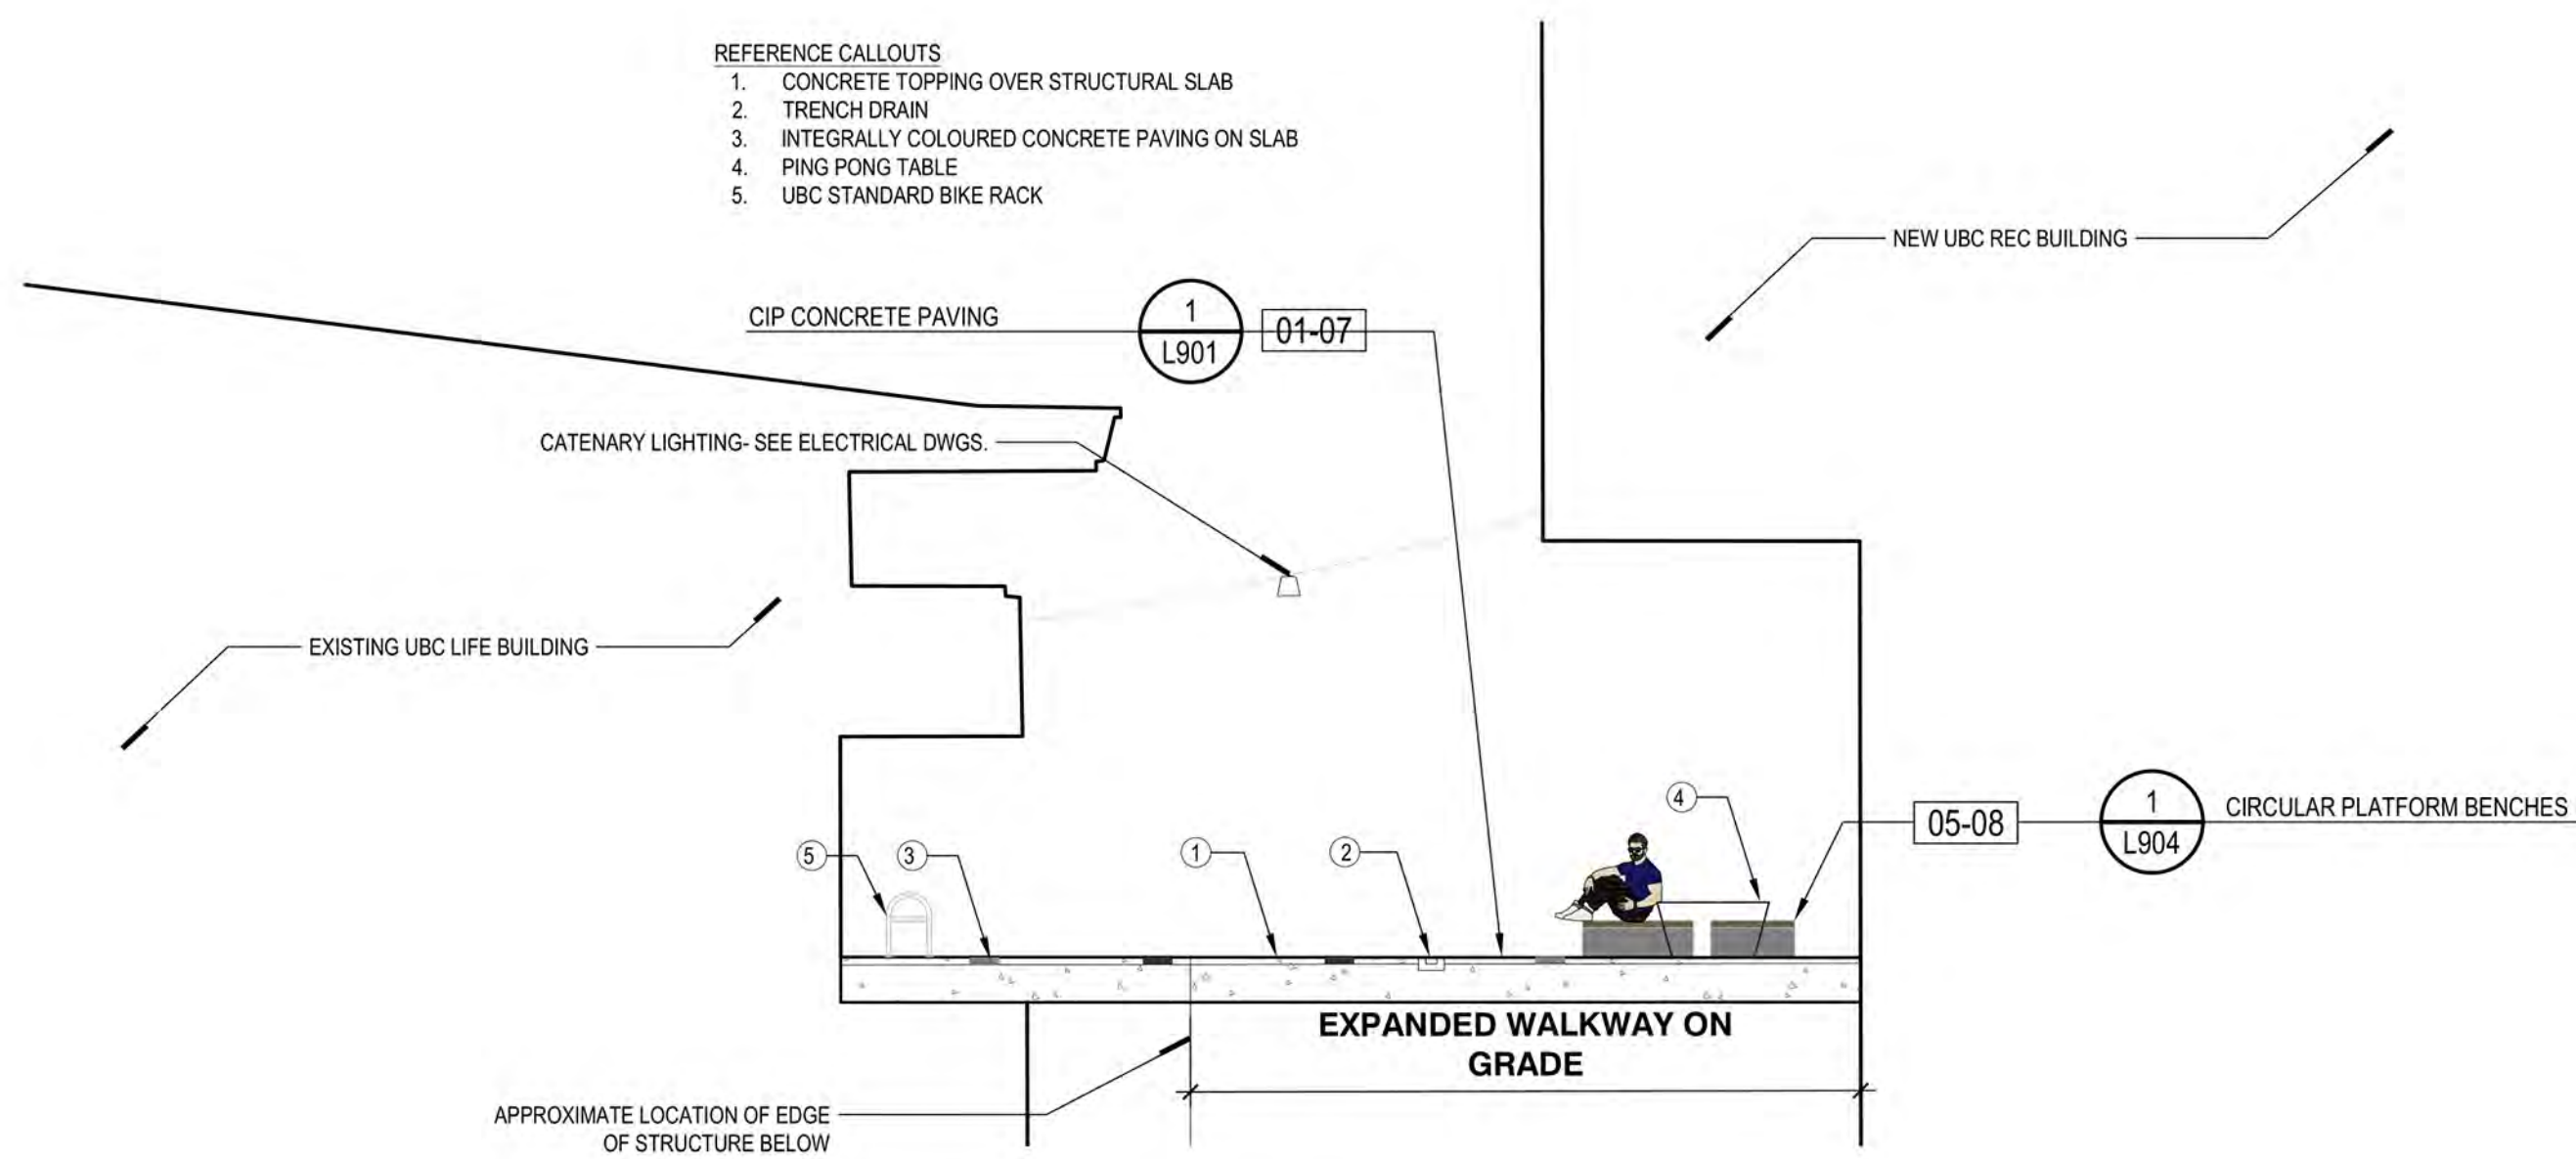 REFERENCE CALLOUTS
1. CONCRETE TOPPING OVER STRUCTURAL SLAB
2. TRENCH DRAIN
3. INTEGRALLY COLOURED CONCRETE PAVING ON SLAB
4. PING PONG TABLE
5. UBC STANDARD BIKE RACK
NEW UBC REC BUILDING
CIP CONCRETE PAVING
1
L901
01-07
CATENARY LIGHTING- SEE ELECTRICAL DWGS.
EXISTING UBC LIFE BUILDING
4
05-08
1
L904
CIRCULAR PLATFORM BENCHES
5
3
1
2
EXPANDED WALKWAY ON
GRADE
APPROXIMATE LOCATION OF EDGE
OF STRUCTURE BELOW